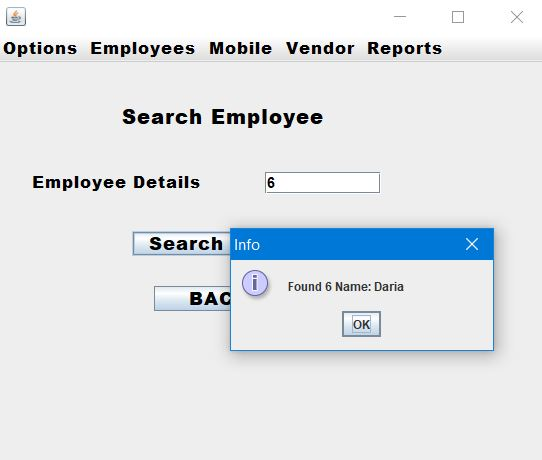 Options Employees Mobile Vendor Reports
Search Employee
Employee Details 6
Search
BAC
Info
i
Found 6 Name: Daria
OK